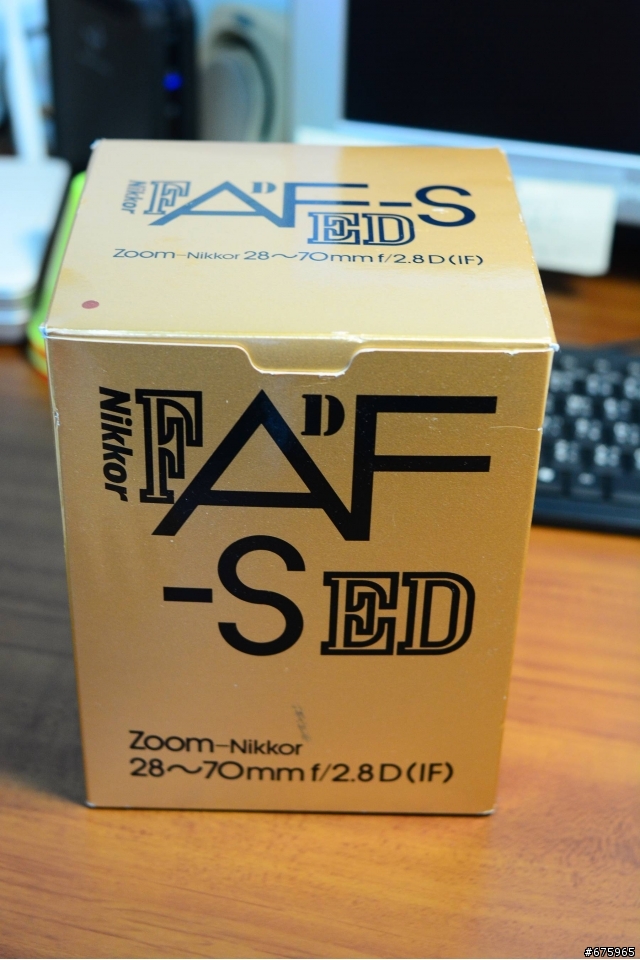 Nikkor F AF D -S
ED
Zoom-Nikkor 28~70mm f/2.8D(IF)
Nikkor F AF D
-S ED
Zoom-Nikkor
28~70mm f/2.8D(IF)
#675965